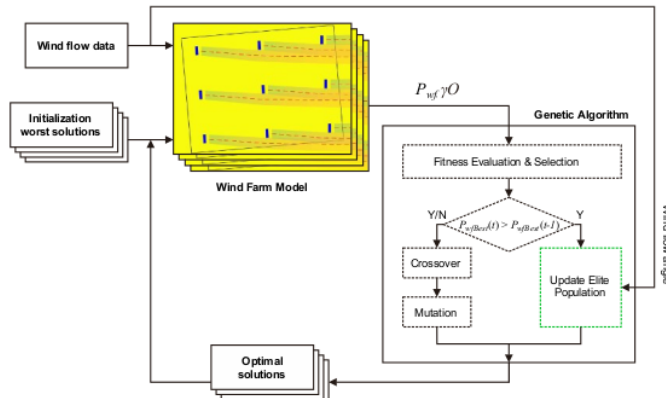 Wind flow data
Initialization
worst solutions
Wind Farm Model
P_wf, γO
Genetic Algorithm
Fitness Evaluation & Selection
Y/N
P_wfBest(t) > P_wfBest(t-1)
Y
Crossover
Mutation
Update Elite
Population
Optimal
solutions